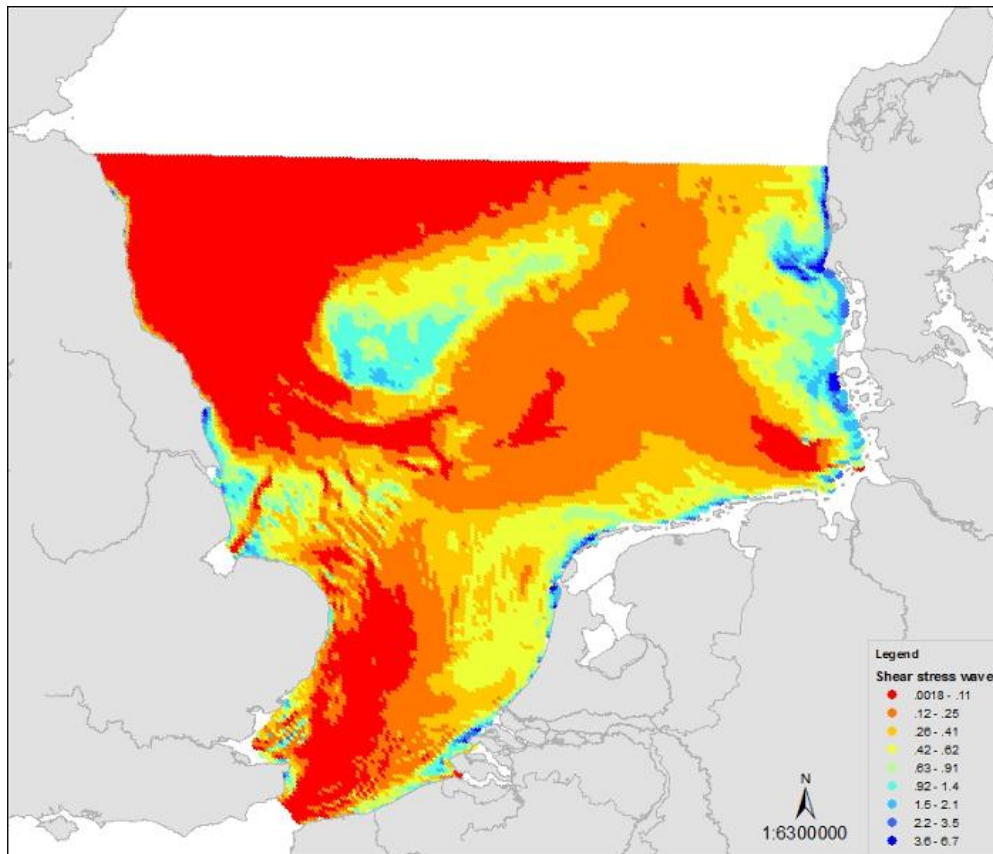 Legend
Shear stress wave
.0018 - .11
.12 - .25
.26 - .41
.42 - .62
.63 - .91
.92 - 1.4
1.5 - 2.1
2.2 - 3.5
3.6 - 6.7
N
1:6300000